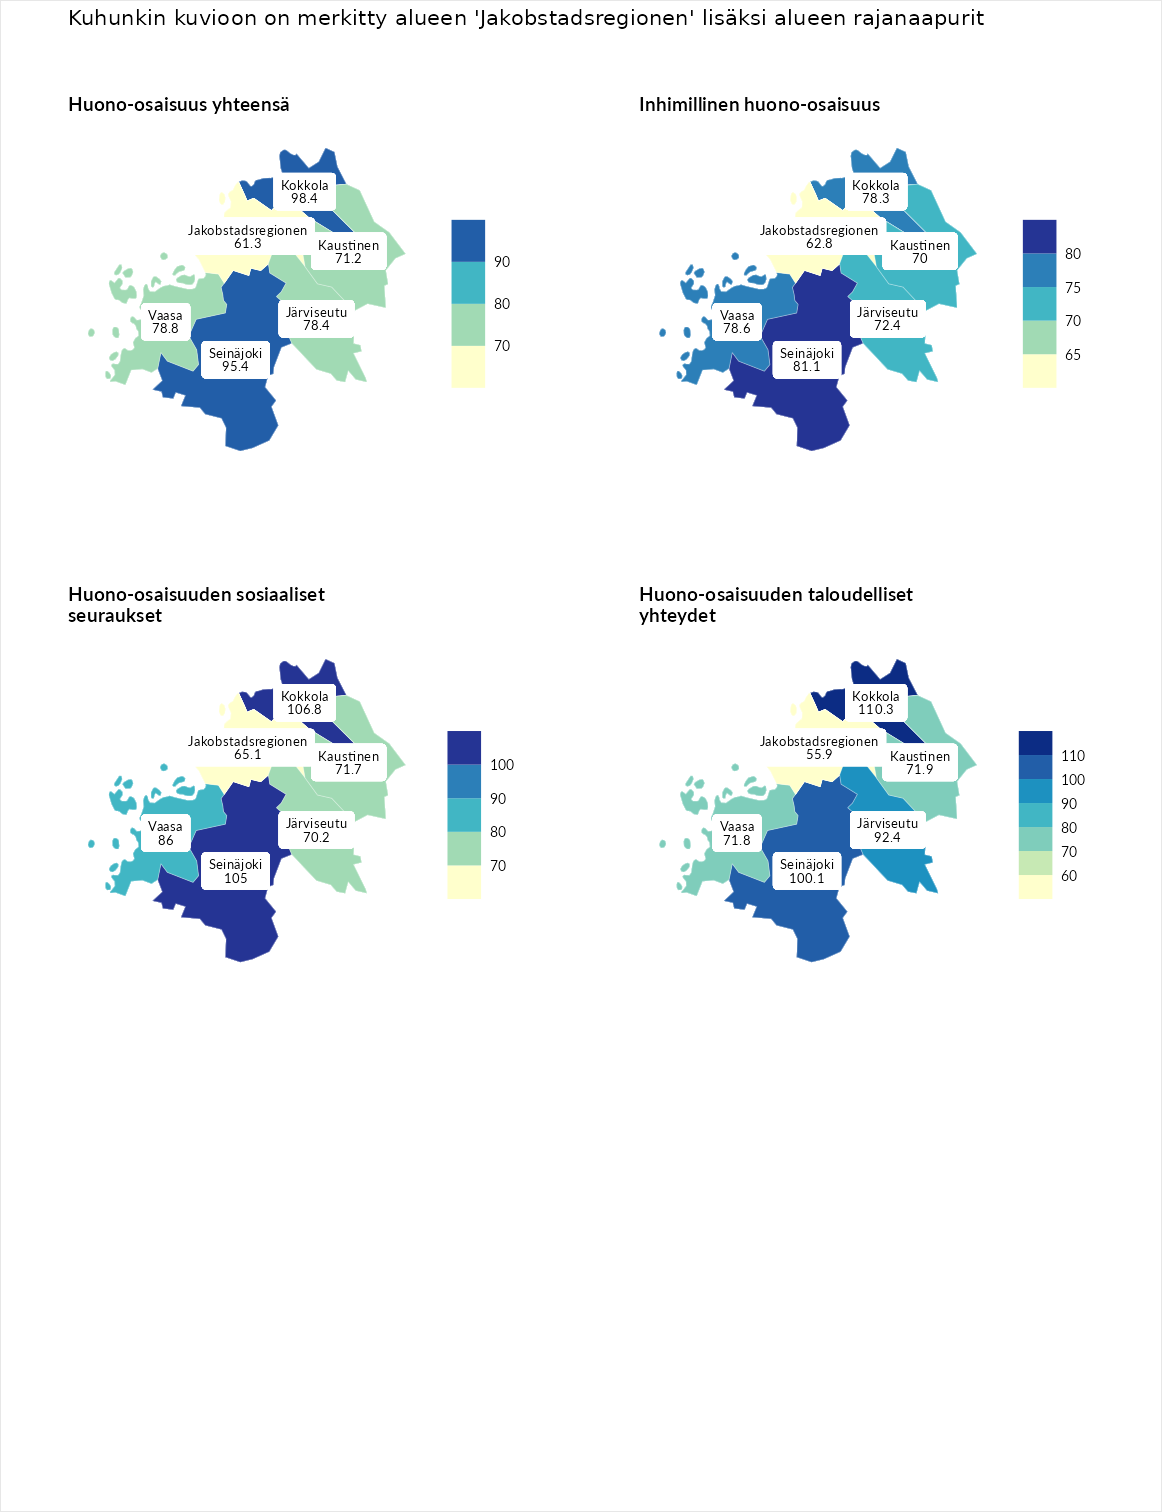 Kuhunkin kuvioon on merkitty alueen 'Jakobstadsregionen' lisäksi alueen rajanaapurit
Huono-osaisuus yhteensä
Kokkola
98.4
Jakobstadsregionen
61.3
Kaustinen
71.2
Vaasa
78.8
Järviseutu
78.4
Seinäjoki
95.4
90
80
70
Inhimillinen huono-osaisuus
Kokkola
78.3
Jakobstadsregionen
62.8
Kaustinen
70
Vaasa
78.6
Järviseutu
72.4
Seinäjoki
81.1
80
75
70
65
Huono-osaisuuden sosiaaliset
seuraukset
Kokkola
106.8
Jakobstadsregionen
65.1
Kaustinen
71.7
Vaasa
86
Järviseutu
70.2
Seinäjoki
105
100
90
80
70
Huono-osaisuuden taloudelliset
yhteydet
Kokkola
110.3
Jakobstadsregionen
55.9
Kaustinen
71.9
Vaasa
71.8
Järviseutu
92.4
Seinäjoki
100.1
110
100
90
80
70
60